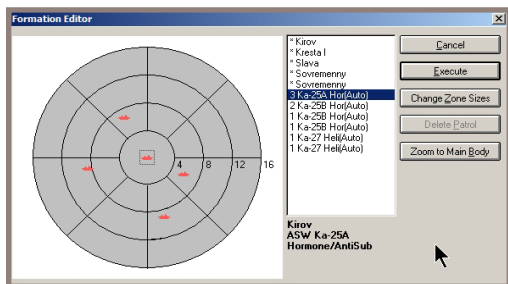 Formation Editor
4 8 12 16
* Kirov
* Kresta I
* Slava
* Sovremenny
* Sovremenny
3 Ka-25A Hor(Auto)
2 Ka-25B Hor(Auto)
1 Ka-25B Hor(Auto)
1 Ka-25B Hor(Auto)
1 Ka-27 Heli(Auto)
1 Ka-27 Heli(Auto)
Kirov
ASW Ka-25A
Hormone/AntiSub
Cancel
Execute
Change Zone Sizes
Delete Patrol
Zoom to Main Body